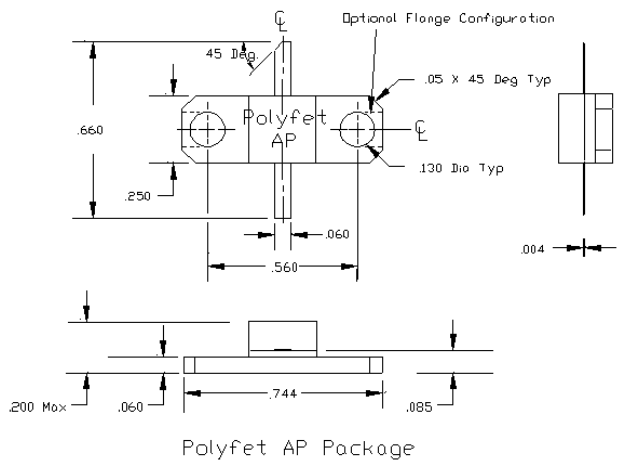 CL
Optional Flange Configuration
45 Deg.
.05 X 45 Deg Typ
.660
Polyfet
AP
CL
.130 Dia Typ
.250
.060
.560
.004
.200 Max
.060
.744
.085
Polyfet AP Package